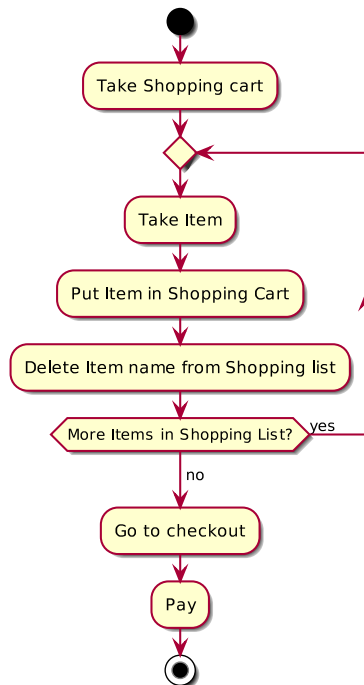 Take Shopping cart
Take Item
Put Item in Shopping Cart
Delete Item name from Shopping list
More Items in Shopping List?
yes
no
Go to checkout
Pay